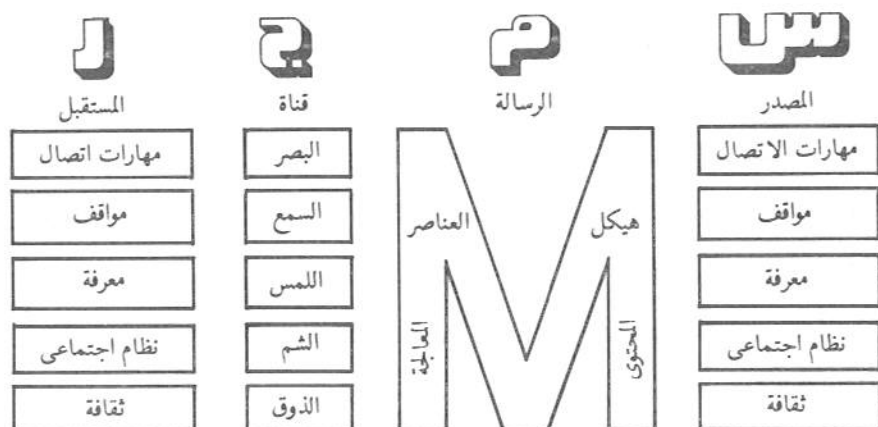 س م ج ر
المصدر الرسالة قناة المستقبل
مهارات الاتصال البصر مهارات اتصال
مواقف هيكل العناصر السمع مواقف
معرفة اللمس معرفة
نظام اجتماعى المحتوى المعالجة الشم نظام اجتماعى
ثقافة الذوق ثقافة